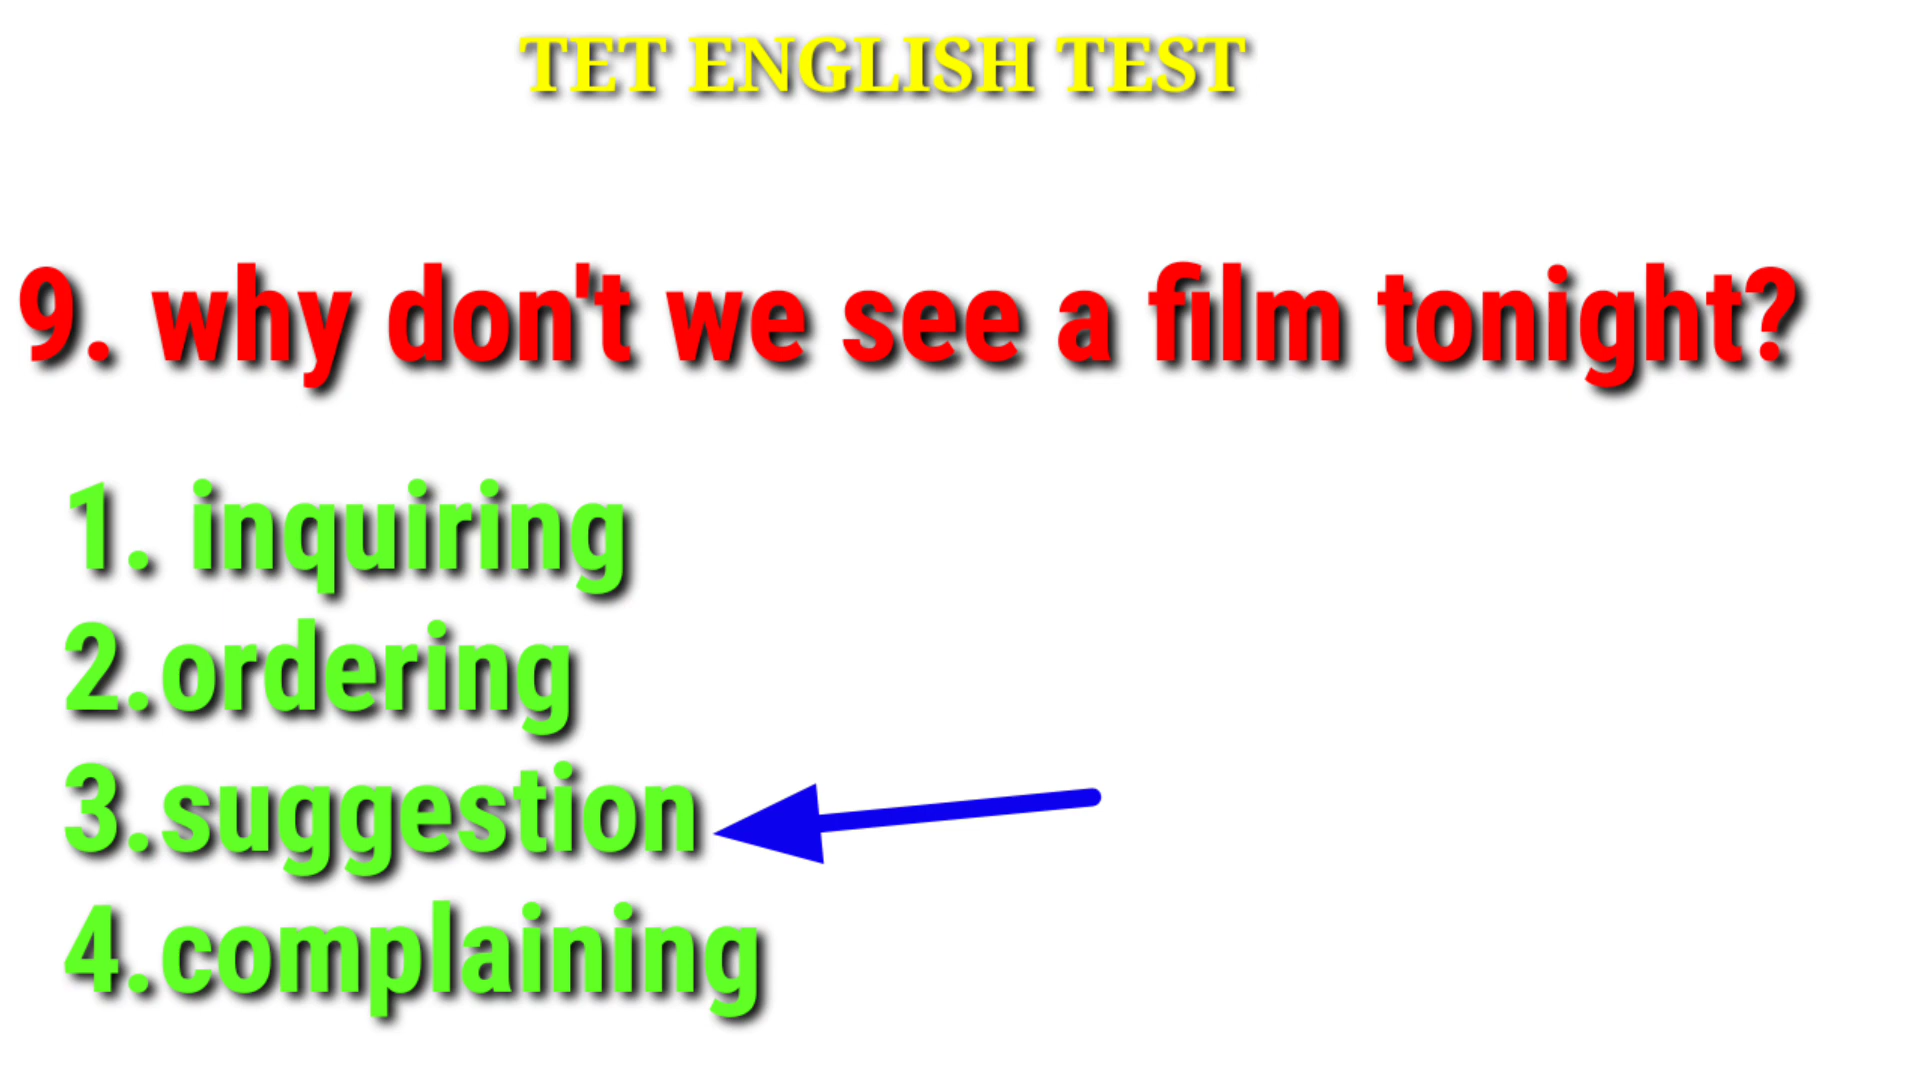 TET ENGLISH TEST
9. why don't we see a film tonight?
1. inquiring
2.ordering
3.suggestion
4.complaining